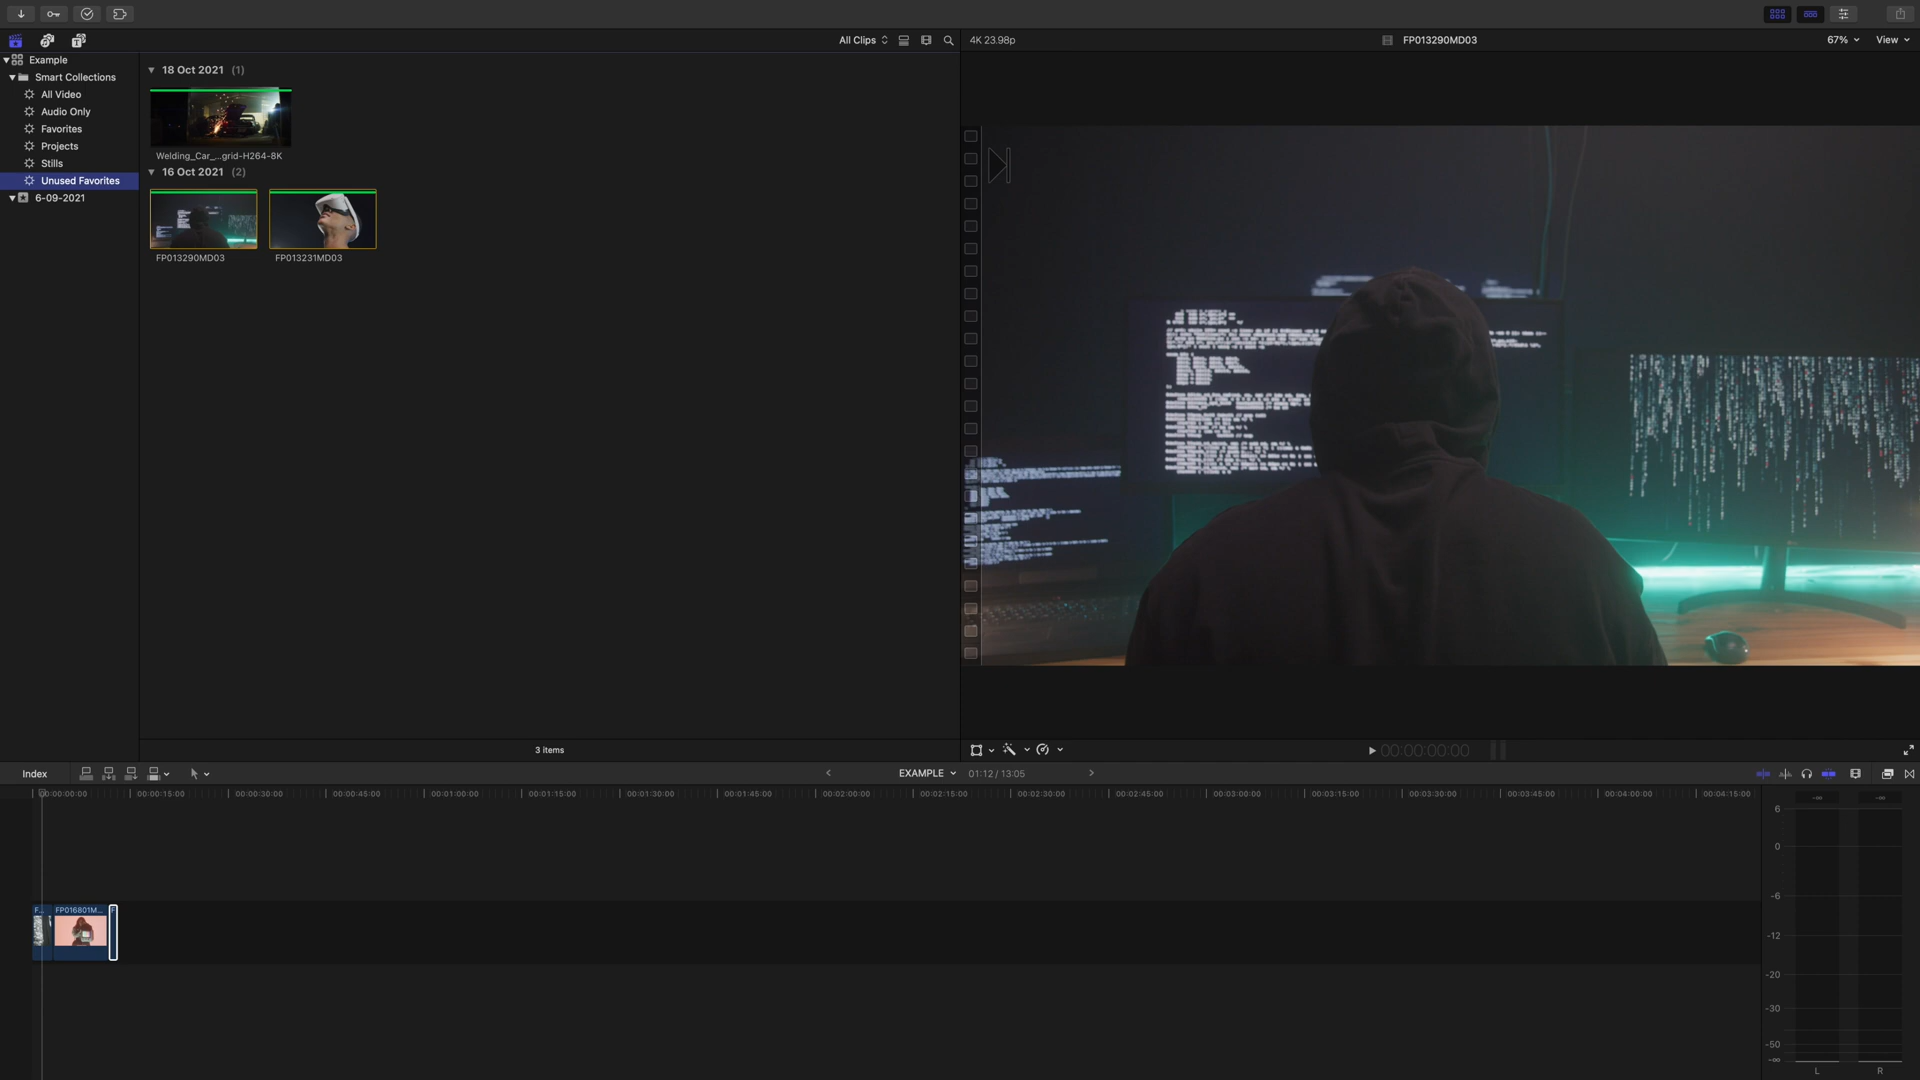 All Clips
4K 23.98p
FP013290MD03
67%
View
Example
Smart Collections
All Video
Audio Only
Favorites
Projects
Stills
Unused Favorites
6-09-2021
18 Oct 2021 (1)
Welding_Car_...grid-H264-8K
16 Oct 2021 (2)
FP013290MD03
FP013231MD03
3 items
00:00:00:00
Index
EXAMPLE
01:12 / 13:05
00:00:00:00
00:00:15:00
00:00:30:00
00:00:45:00
00:01:00:00
00:01:15:00
00:01:30:00
00:01:45:00
00:02:00:00
00:02:15:00
00:02:30:00
00:02:45:00
00:03:00:00
00:03:15:00
00:03:30:00
00:03:45:00
00:04:00:00
00:04:15:00
F...
FP016801M...
F
-∞
-∞
6
0
-6
-12
-20
-30
-50
-∞
L
R